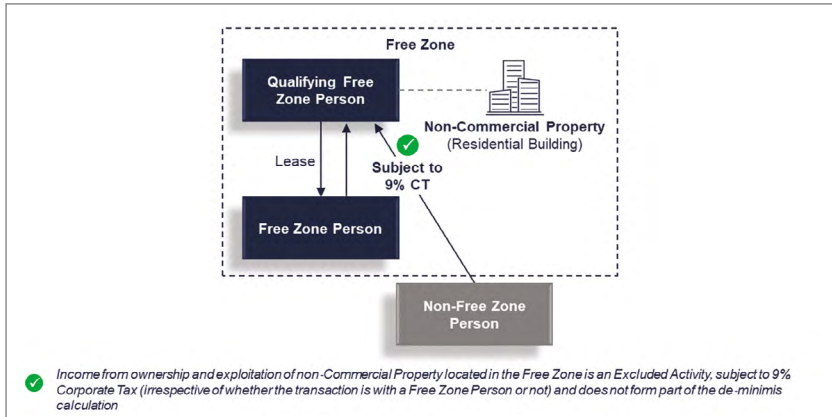 Free Zone
Qualifying Free
Zone Person
Non-Commercial Property
(Residential Building)
Lease
Subject to
9% CT
Free Zone Person
Non-Free Zone
Person
Income from ownership and exploitation of non-Commercial Property located in the Free Zone is an Excluded Activity, subject to 9%
Corporate Tax (irrespective of whether the transaction is with a Free Zone Person or not) and does not form part of the de-minimis
calculation